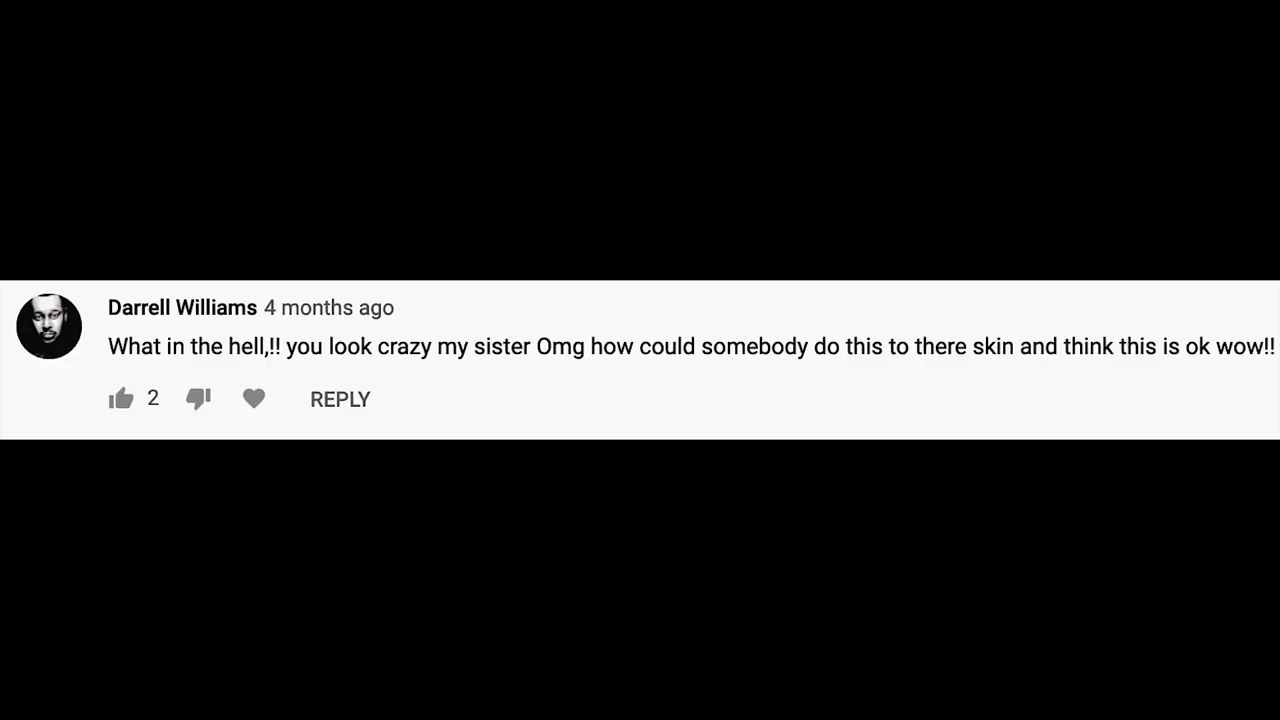 Darrell Williams 4 months ago
What in the hell,!! you look crazy my sister Omg how could somebody do this to there skin and think this is ok wow!!
2 REPLY